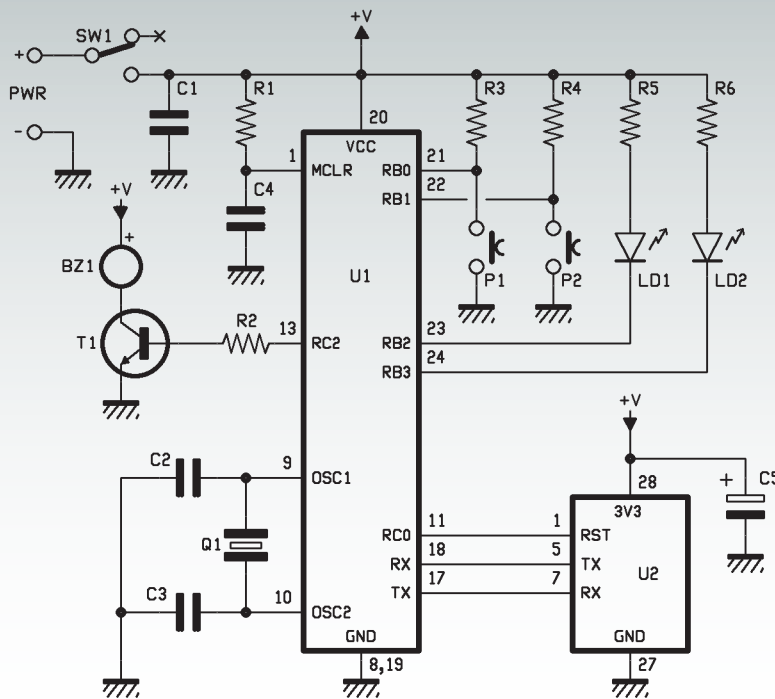 +V
SW1
+
PWR
-
C1
R1
R3
R4
R5
R6
20
VCC
1
MCLR
RB0
21
RB1
22
C4
+V
+
BZ1
U1
P1
P2
LD1
LD2
R2
13
RC2
T1
RB2
23
RB3
24
+V
C2
9
OSC1
28
+
C5
3V3
Q1
RC0
11
1
RST
RX
18
5
TX
U2
TX
17
7
RX
C3
10
OSC2
GND
8,19
GND
27